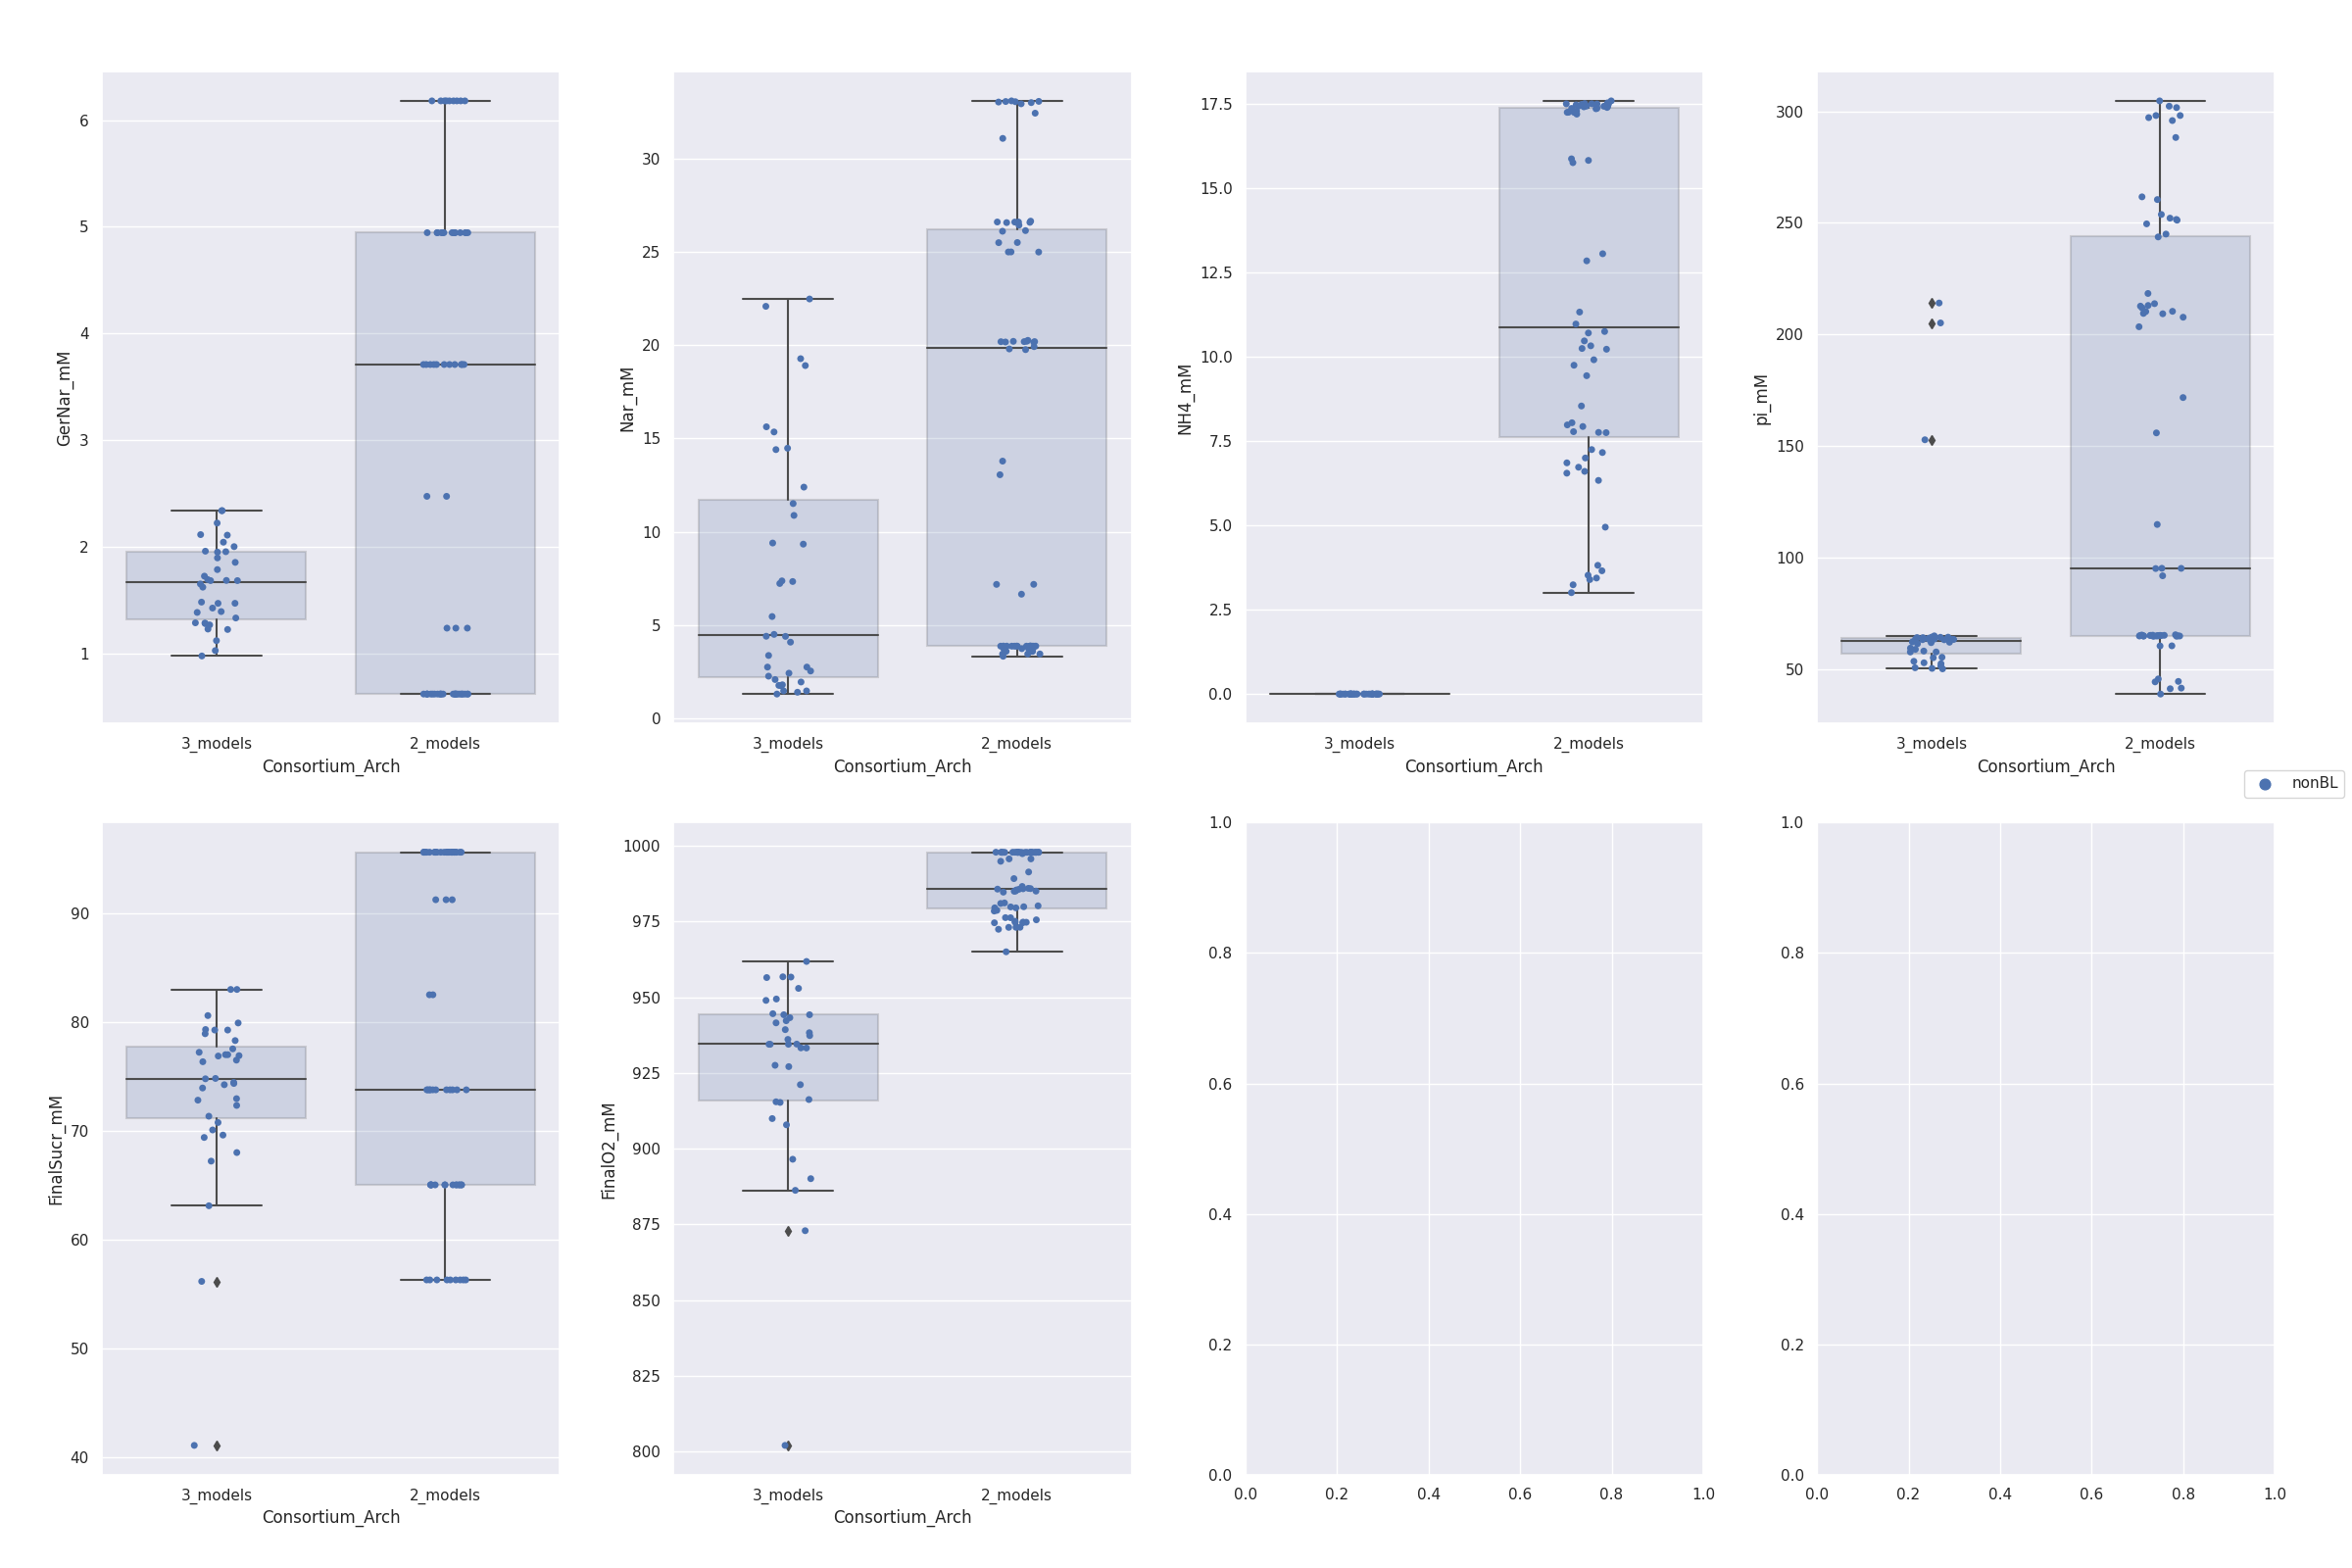 GerNar_mM
6
5
4
3
2
1
3_models 2_models
Consortium_Arch
Nar_mM
30
25
20
15
10
5
0
3_models 2_models
Consortium_Arch
NH4_mM
17.5
15.0
12.5
10.0
7.5
5.0
2.5
0.0
3_models 2_models
Consortium_Arch
pi_mM
300
250
200
150
100
50
3_models 2_models
Consortium_Arch
nonBL
FinalSucr_mM
90
80
70
60
50
40
3_models 2_models
Consortium_Arch
FinalO2_mM
1000
975
950
925
900
875
850
825
800
3_models 2_models
Consortium_Arch
1.0
0.8
0.6
0.4
0.2
0.0
0.0 0.2 0.4 0.6 0.8 1.0
1.0
0.8
0.6
0.4
0.2
0.0
0.0 0.2 0.4 0.6 0.8 1.0